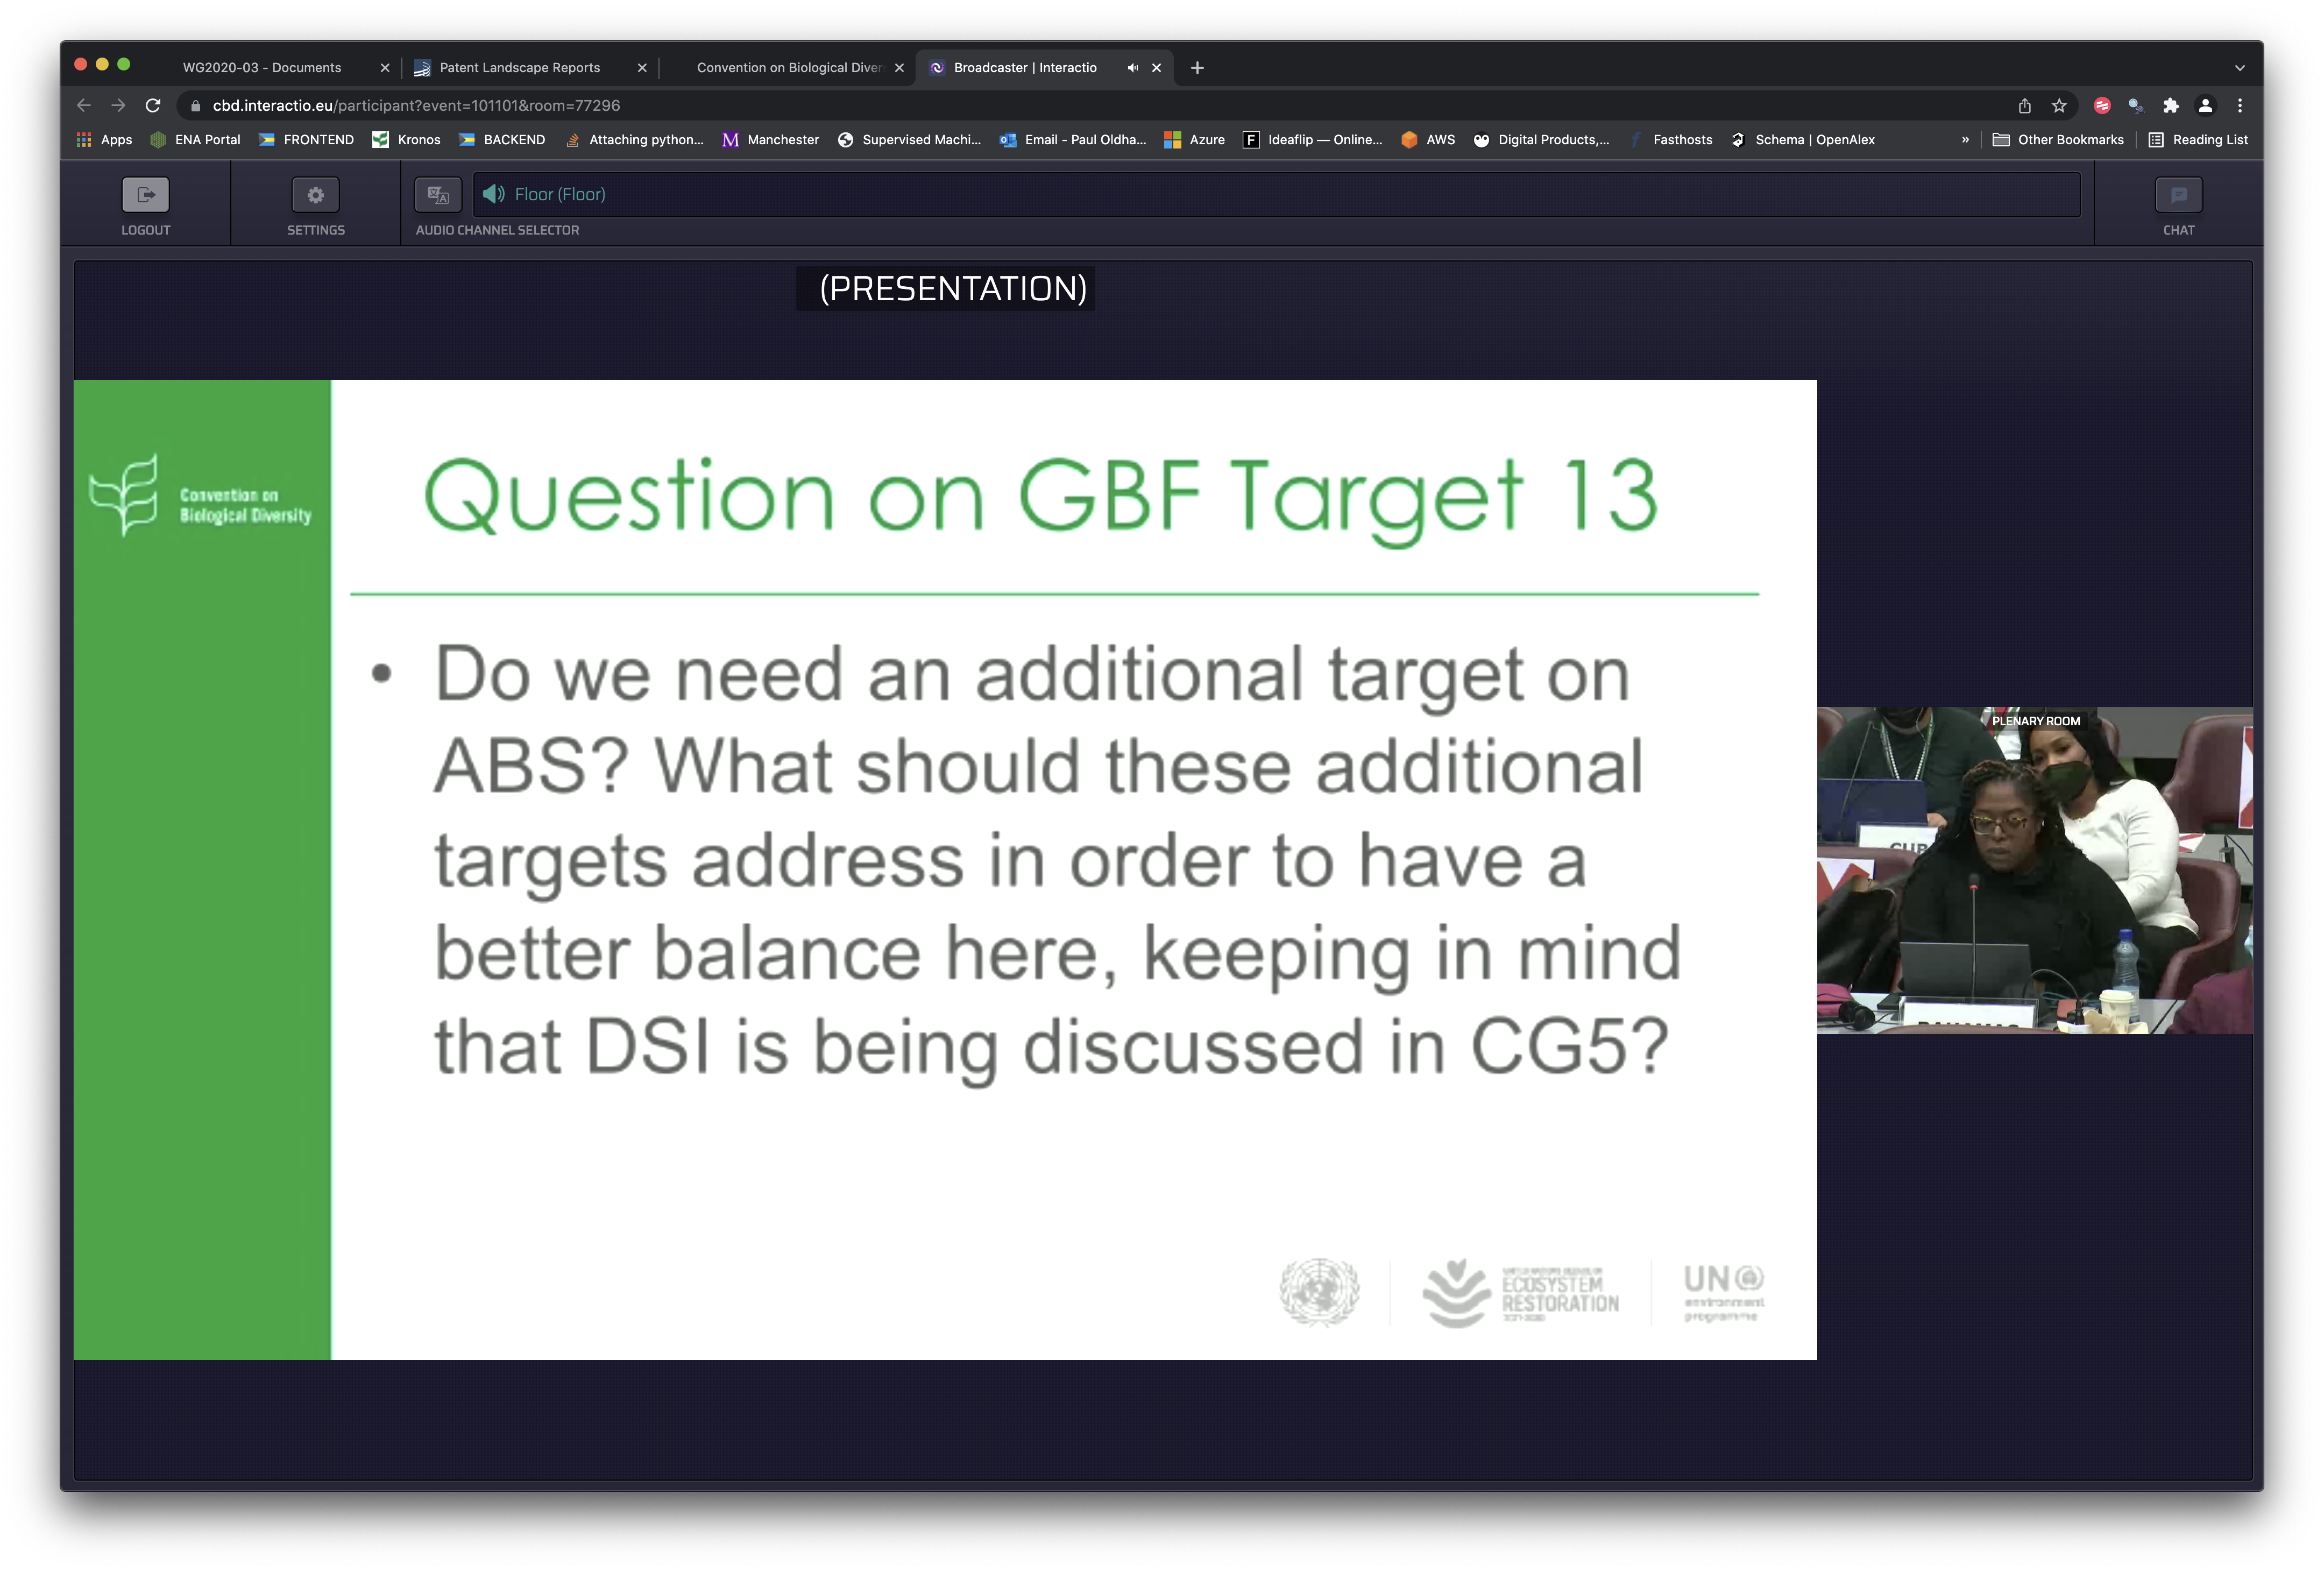 WG2020-03 - Documents
Patent Landscape Reports
Convention on Biological Diver
Broadcaster | Interactio
cbd.interactio.eu/participant?event=101101&room=77296
Apps
ENA Portal
FRONTEND
Kronos
BACKEND
Attaching python...
M Manchester
Supervised Machi...
Email - Paul Oldha...
Azure
F Ideaflip — Online...
AWS
Digital Products,...
Fasthosts
Schema | OpenAlex
»
Other Bookmarks
Reading List
LOGOUT
SETTINGS
Floor (Floor)
AUDIO CHANNEL SELECTOR
CHAT
(PRESENTATION)
Convention on
Biological Diversity
Question on GBF Target 13
• Do we need an additional target on
ABS? What should these additional
targets address in order to have a
better balance here, keeping in mind
that DSI is being discussed in CG5?
PLENARY ROOM
ECOSYSTEM
RESTORATION
UN
environment
programme